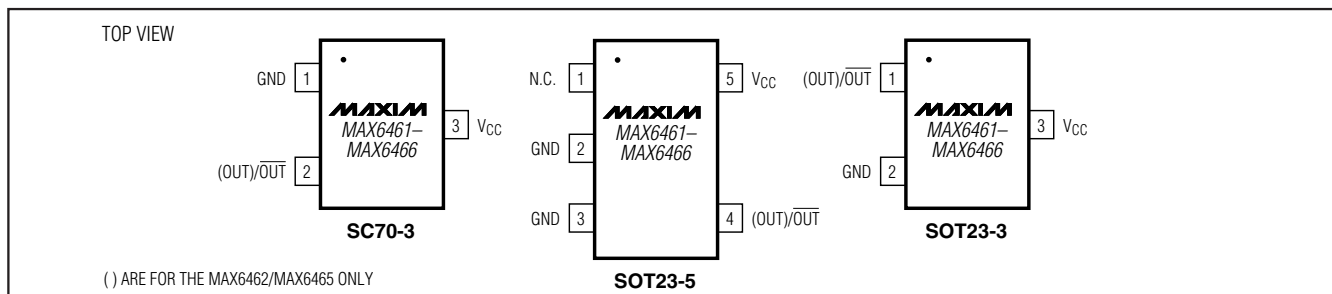 TOP VIEW
GND 1
(OUT)/OUT 2
MAXIM
MAX6461–
MAX6466
3 VCC
SC70-3
N.C. 1
GND 2
GND 3
MAXIM
MAX6461–
MAX6466
5 VCC
4 (OUT)/OUT
SOT23-5
(OUT)/OUT 1
GND 2
MAXIM
MAX6461–
MAX6466
3 VCC
SOT23-3
( ) ARE FOR THE MAX6462/MAX6465 ONLY